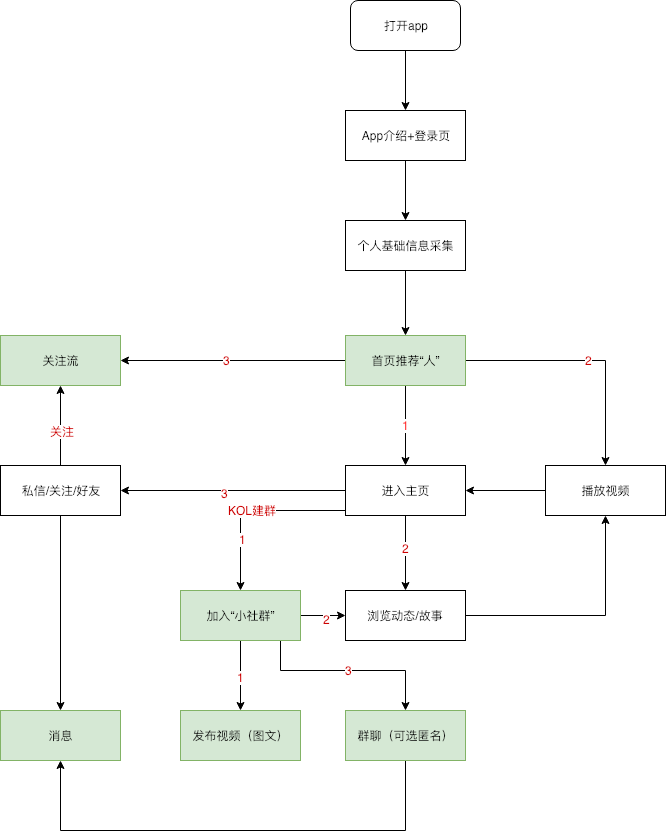 打开app
App介绍+登录页
个人基础信息采集
关注流
3
首页推荐“人”
2
1
关注
私信/关注/好友
3
进入主页
播放视频
KOL建群
1
2
加入“小社群”
2
浏览动态/故事
1
3
消息
发布视频（图文）
群聊（可选匿名）